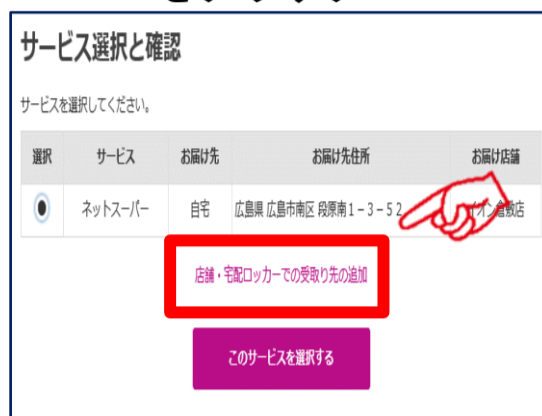 サービス選択と確認
サービスを選択してください。
選択 サービス お届け先 お届け先住所 お届け店舗
ネットスーパー 自宅 広島県 広島市南区 段原南1－3－52 イオン倉敷店
店舗・宅配ロッカーでの受取り先の追加
このサービスを選択する